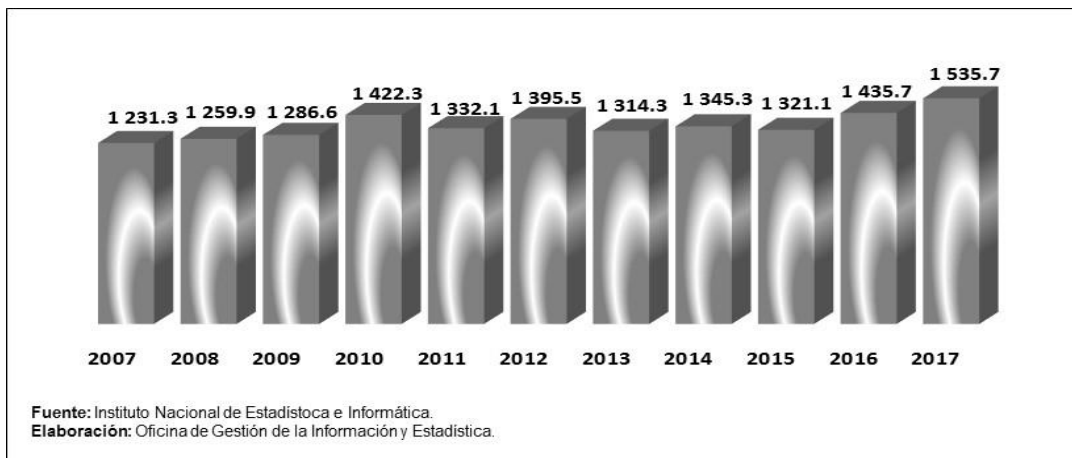 1 231.3 1 259.9 1 286.6 1 422.3 1 332.1 1 395.5 1 314.3 1 345.3 1 321.1 1 435.7 1 535.7
2007 2008 2009 2010 2011 2012 2013 2014 2015 2016 2017
Fuente: Instituto Nacional de Estadístoca e Informática.
Elaboración: Oficina de Gestión de la Información y Estadística.